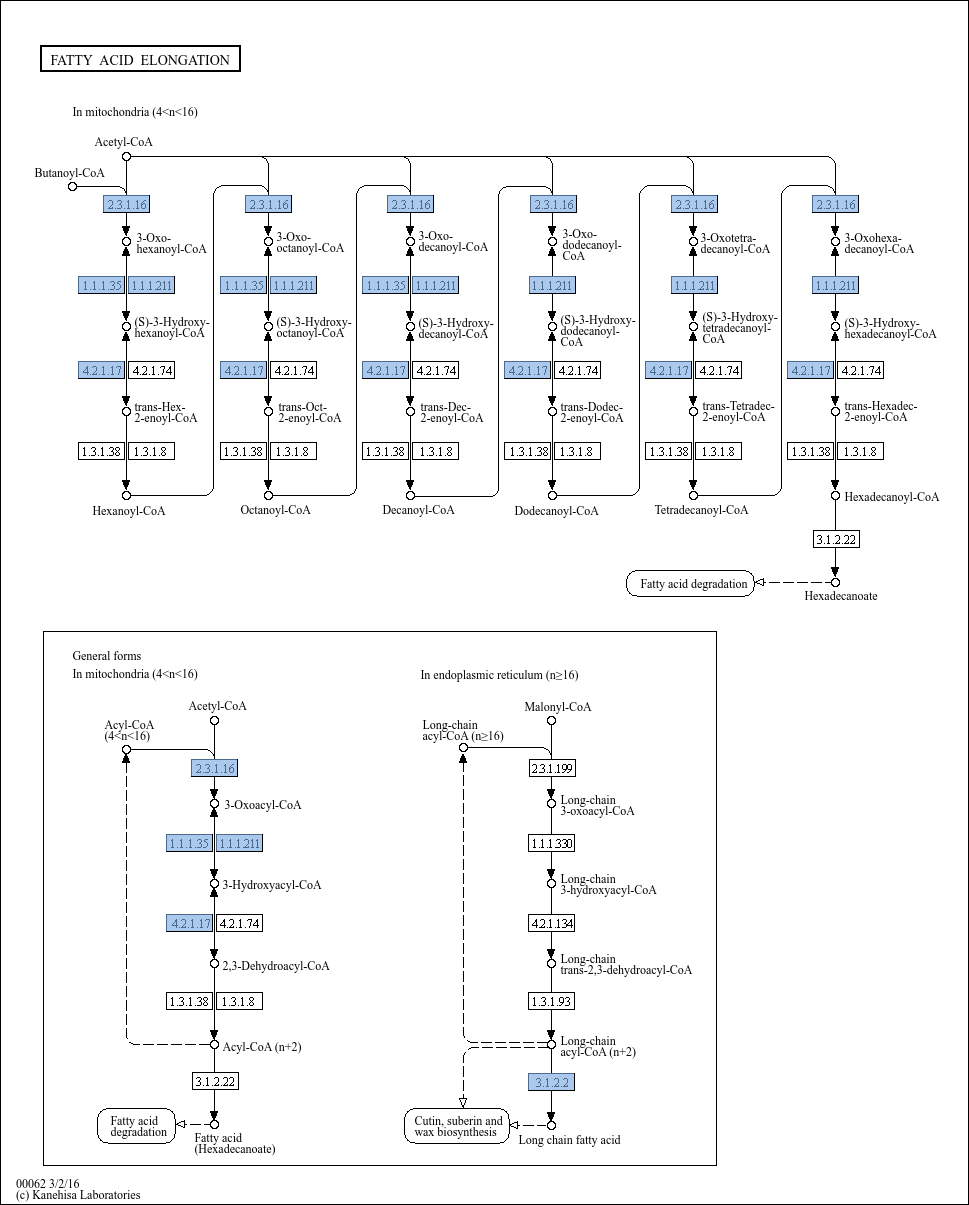 FATTY ACID ELONGATION
In mitochondria (4<n<16)
Acetyl-CoA
Butanoyl-CoA
2.3.1.16 2.3.1.16 2.3.1.16 2.3.1.16 2.3.1.16 2.3.1.16
3-Oxo- 3-Oxo- 3-Oxo- 3-Oxo- 3-Oxotetra- 3-Oxohexa-
hexanoyl-CoA octanoyl-CoA decanoyl-CoA dodecanoyl- decanoyl-CoA decanoyl-CoA
CoA
1.1.1.35 1.1.1.211 1.1.1.35 1.1.1.211 1.1.1.35 1.1.1.211 1.1.1.211 1.1.1.211 1.1.1.211
(S)-3-Hydroxy- (S)-3-Hydroxy- (S)-3-Hydroxy- (S)-3-Hydroxy- (S)-3-Hydroxy- (S)-3-Hydroxy-
hexanoyl-CoA octanoyl-CoA decanoyl-CoA dodecanoyl- tetradecanoyl- hexadecanoyl-CoA
CoA CoA
4.2.1.17 4.2.1.74 4.2.1.17 4.2.1.74 4.2.1.17 4.2.1.74 4.2.1.17 4.2.1.74 4.2.1.17 4.2.1.74 4.2.1.17 4.2.1.74
trans-Hex- trans-Oct- trans-Dec- trans-Dodec- trans-Tetradec- trans-Hexadec-
2-enoyl-CoA 2-enoyl-CoA 2-enoyl-CoA 2-enoyl-CoA 2-enoyl-CoA 2-enoyl-CoA
1.3.1.38 1.3.1.8 1.3.1.38 1.3.1.8 1.3.1.38 1.3.1.8 1.3.1.38 1.3.1.8 1.3.1.38 1.3.1.8 1.3.1.38 1.3.1.8
Hexanoyl-CoA Octanoyl-CoA Decanoyl-CoA Dodecanoyl-CoA Tetradecanoyl-CoA Hexadecanoyl-CoA
3.1.2.22
Fatty acid degradation
Hexadecanoate
General forms
In mitochondria (4<n<16)
Acetyl-CoA
Acyl-CoA
(4<n<16)
2.3.1.16
3-Oxoacyl-CoA
1.1.1.35 1.1.1.211
3-Hydroxyacyl-CoA
4.2.1.17 4.2.1.74
2,3-Dehydroacyl-CoA
1.3.1.38 1.3.1.8
Acyl-CoA (n+2)
3.1.2.22
Fatty acid
degradation
Fatty acid
(Hexadecanoate)
In endoplasmic reticulum (n≥16)
Malonyl-CoA
Long-chain
acyl-CoA (n≥16)
2.3.1.199
Long-chain
3-oxoacyl-CoA
1.1.1.330
Long-chain
3-hydroxyacyl-CoA
4.2.1.134
Long-chain
trans-2,3-dehydroacyl-CoA
1.3.1.93
Long-chain
acyl-CoA (n+2)
3.1.2.2
Cutin, suberin and
wax biosynthesis
Long chain fatty acid
00062 3/2/16
(c) Kanehisa Laboratories